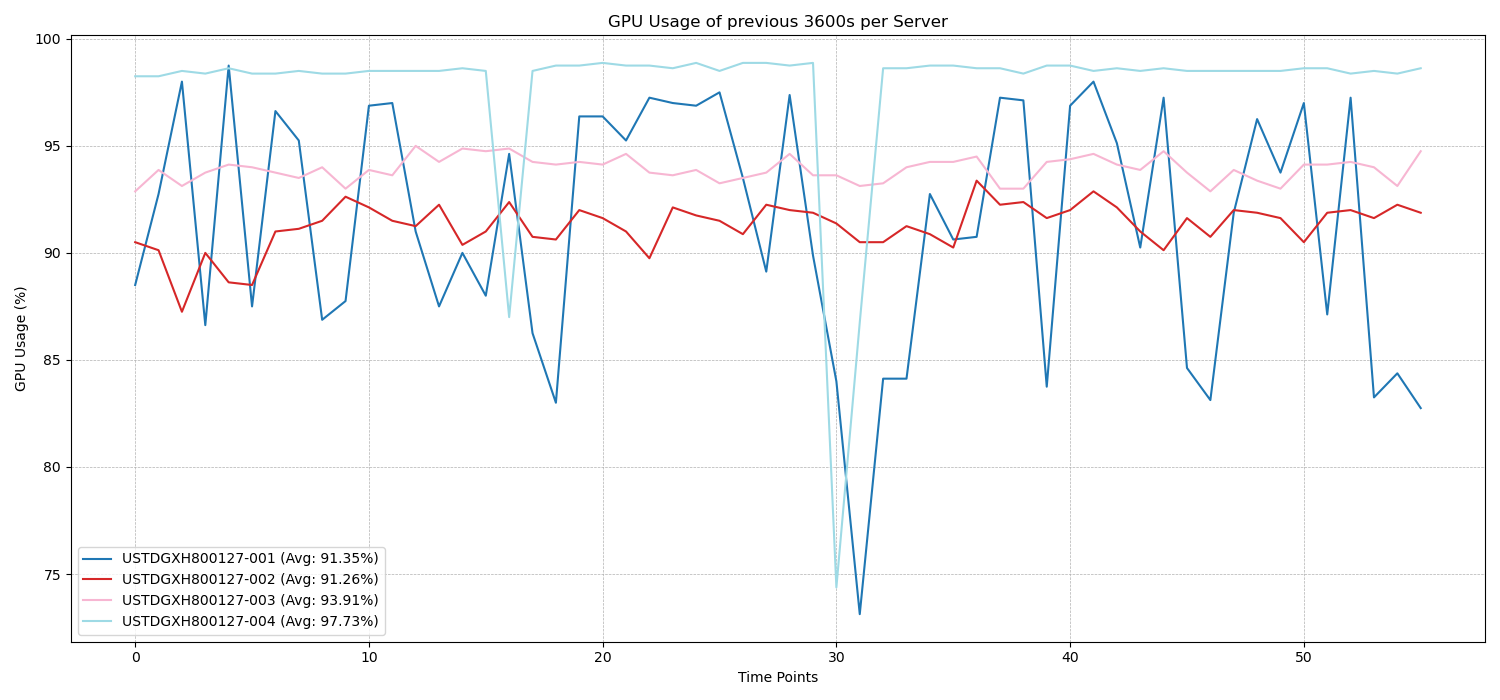 GPU Usage of previous 3600s per Server
100
95
90
85
80
75
GPU Usage (%)
USTDGXH800127-001 (Avg: 91.35%)
USTDGXH800127-002 (Avg: 91.26%)
USTDGXH800127-003 (Avg: 93.91%)
USTDGXH800127-004 (Avg: 97.73%)
0 10 20 30 40 50
Time Points